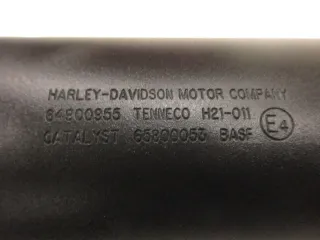 HARLEY-DAVIDSON MOTOR COMPANY
64900955 TENNECO H21-011
CATALYST 65900053 BASF E4